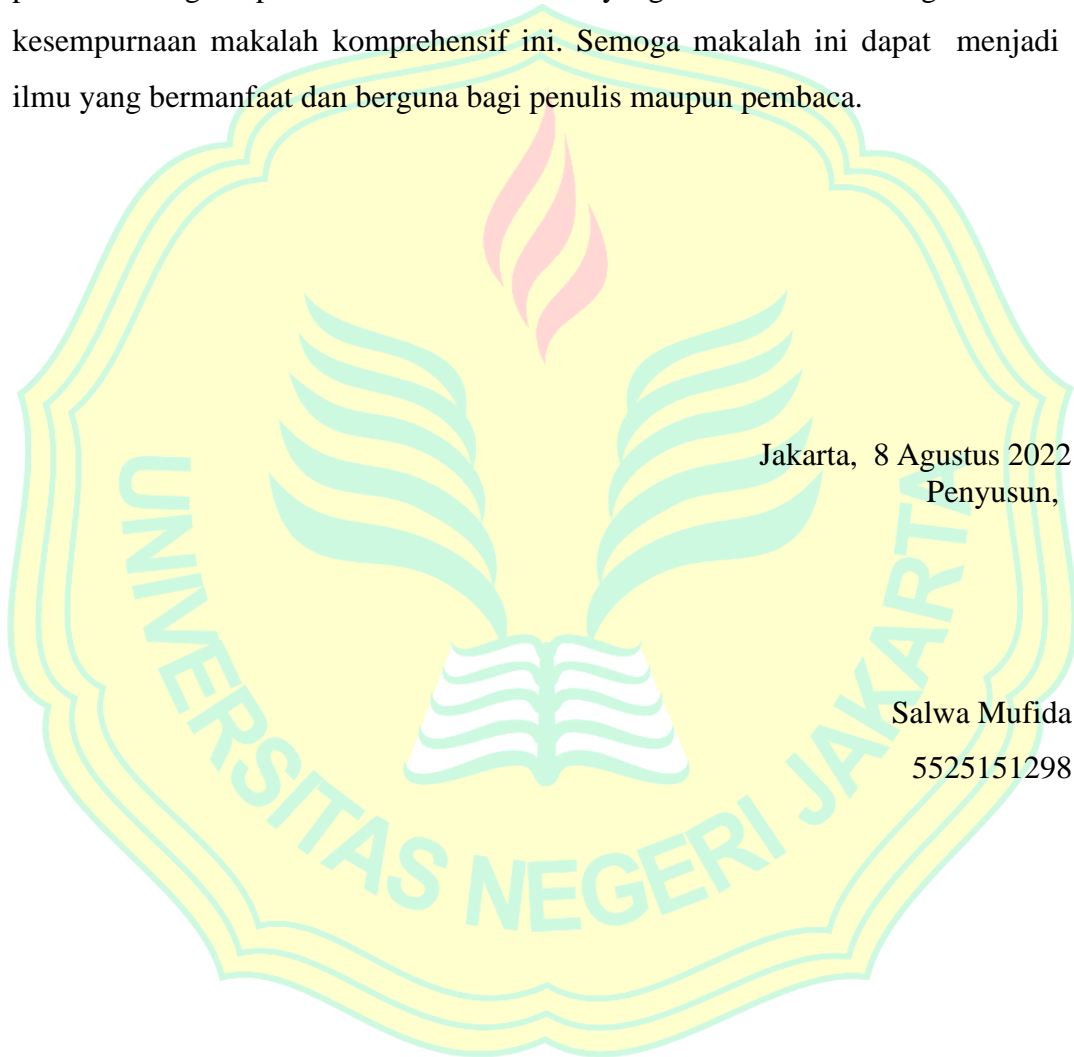 kesempurnaan makalah komprehensif ini. Semoga makalah ini dapat menjadi
ilmu yang bermanfaat dan berguna bagi penulis maupun pembaca.
Jakarta, 8 Agustus 2022
Penyusun,
Salwa Mufida
5525151298
UNIVERSITAS NEGERI JAKARTA